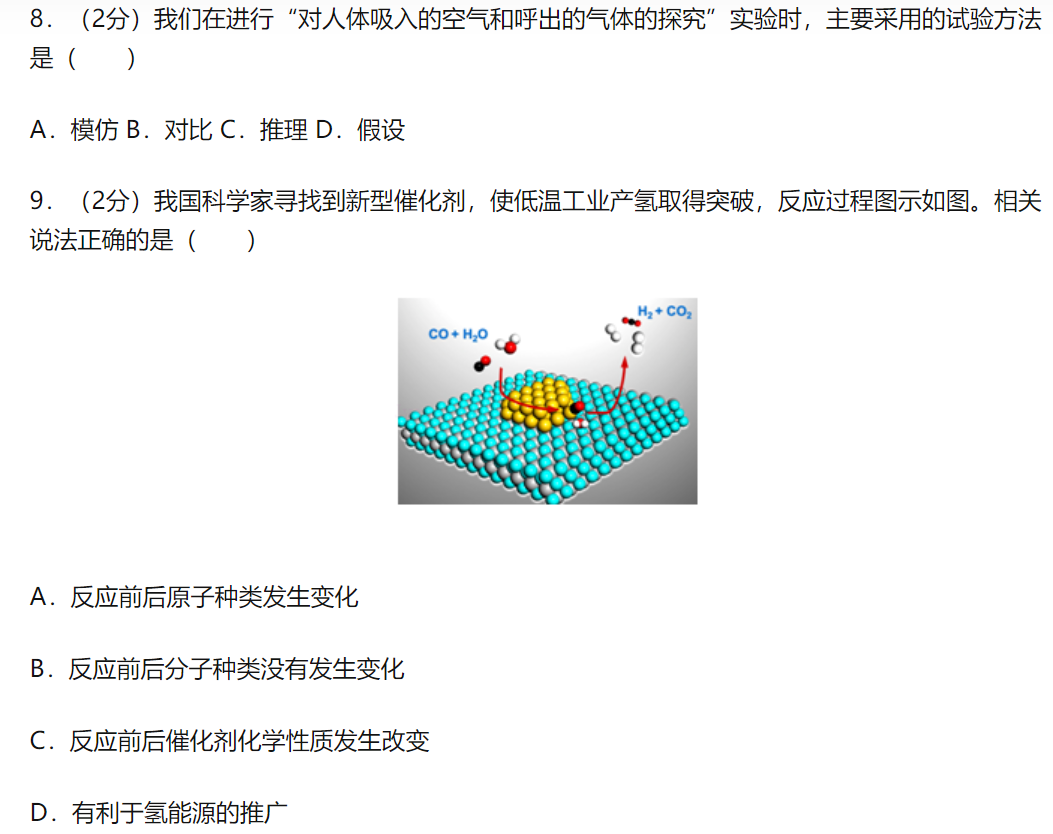 8．（2分）我们在进行“对人体吸入的空气和呼出的气体的探究”实验时，主要采用的试验方法
是（　　）
A．模仿 B．对比 C．推理 D．假设
9．（2分）我国科学家寻找到新型催化剂，使低温工业产氢取得突破，反应过程图示如图。相关
说法正确的是（　　）
H₂ + CO₂
CO + H₂O
A．反应前后原子种类发生变化
B．反应前后分子种类没有发生变化
C．反应前后催化剂化学性质发生改变
D．有利于氢能源的推广